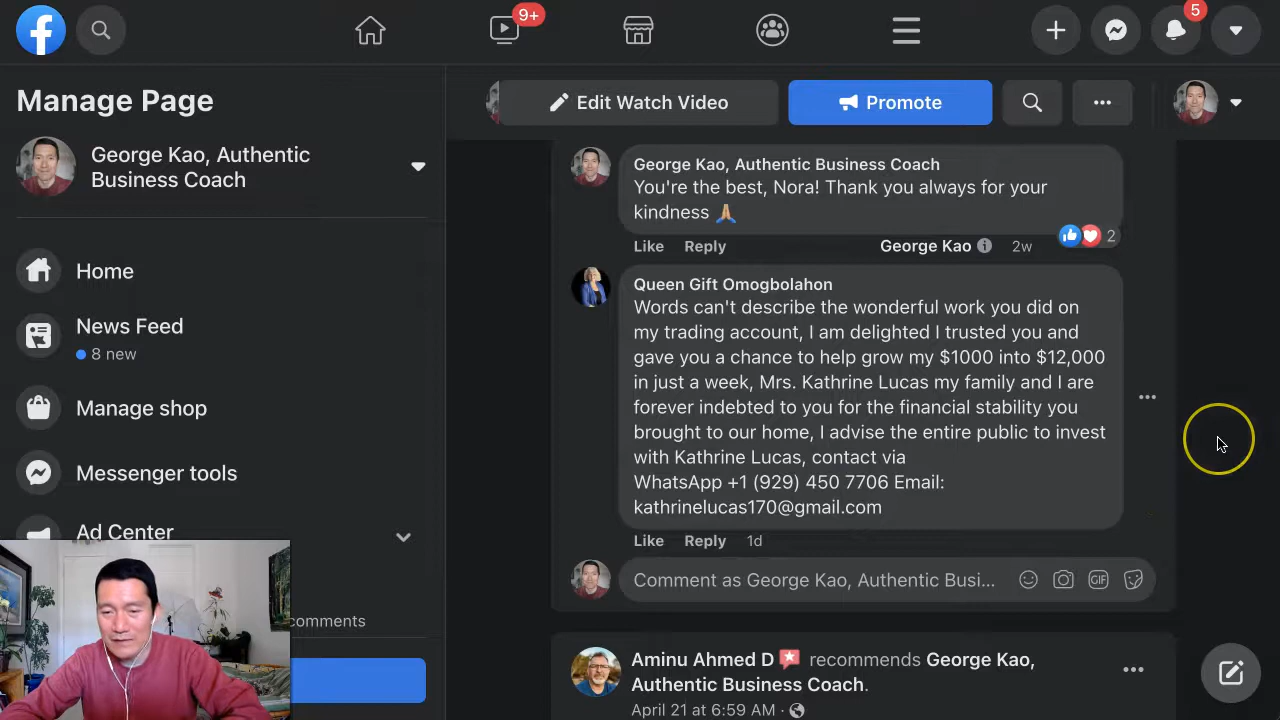 9+
5
Manage Page
George Kao, Authentic
Business Coach
Home
News Feed
8 new
Manage shop
Messenger tools
Ad Center
comments
Edit Watch Video
Promote
George Kao, Authentic Business Coach
You're the best, Nora! Thank you always for your
kindness 🙏
Like Reply George Kao 2w 2
Queen Gift Omogbolahon
Words can't describe the wonderful work you did on
my trading account, I am delighted I trusted you and
gave you a chance to help grow my $1000 into $12,000
in just a week, Mrs. Kathrine Lucas my family and I are
forever indebted to you for the financial stability you
brought to our home, I advise the entire public to invest
with Kathrine Lucas, contact via
WhatsApp +1 (929) 450 7706 Email:
kathrinelucas170@gmail.com
Like Reply 1d
Comment as George Kao, Authentic Busi...
GIF
Aminu Ahmed D recommends George Kao,
Authentic Business Coach.
April 21 at 6:59 AM ·